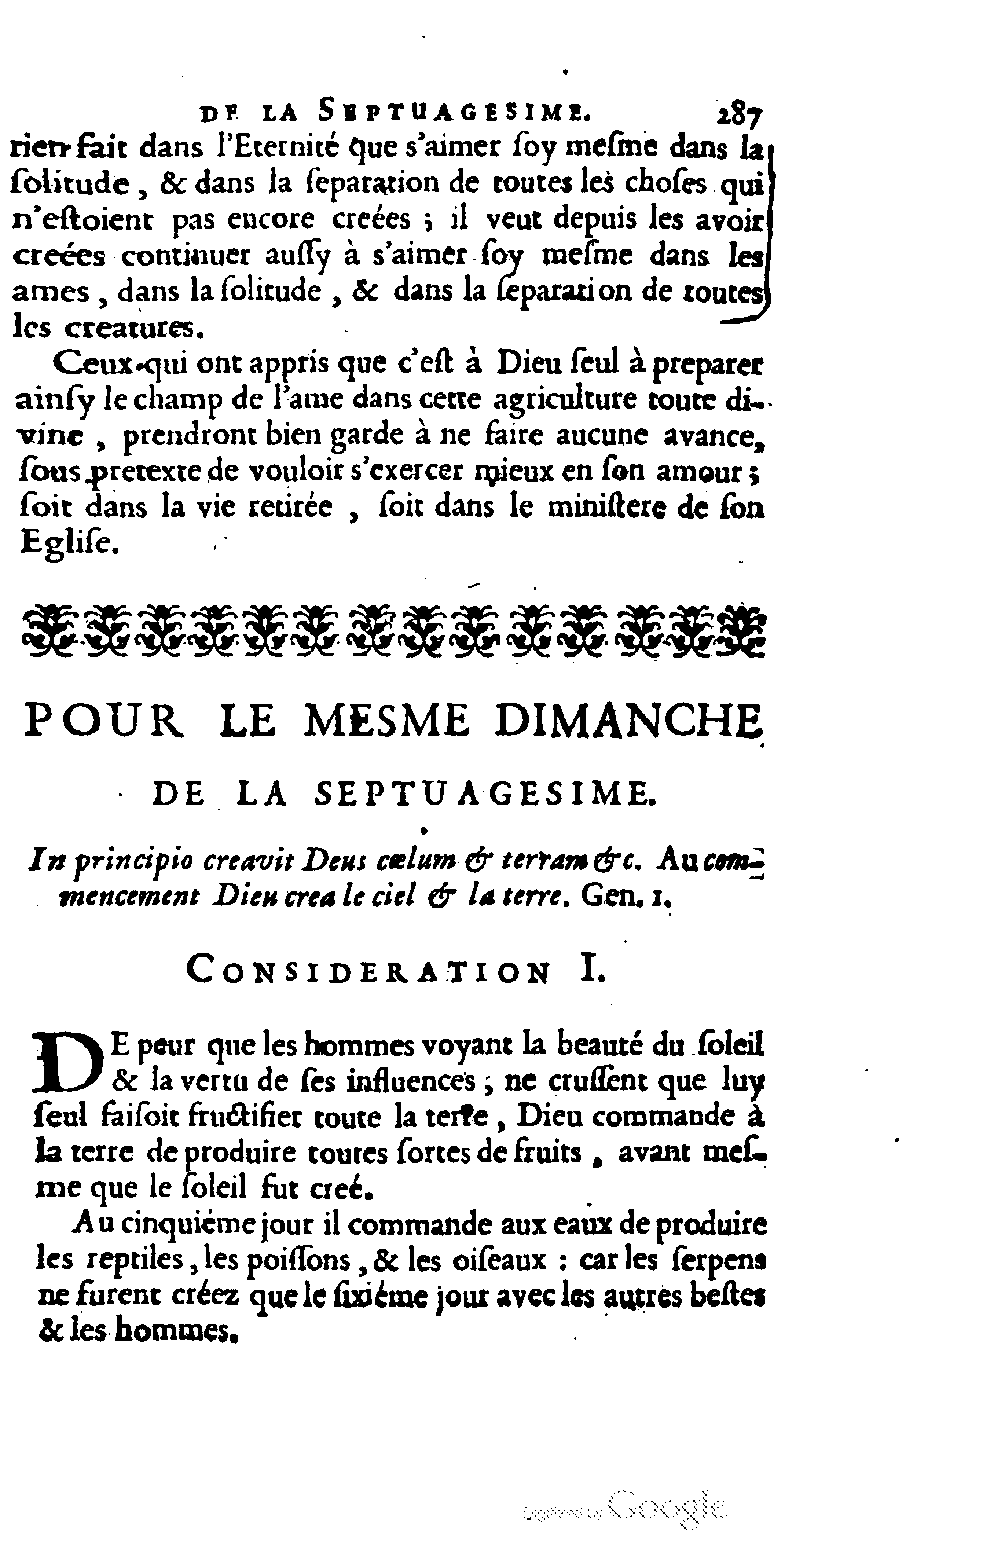 DE LA SEPTUAGESIME. 287
rien fait dans l'Eternité que s'aimer ſoy meſme dans la
ſolitude, & dans la ſeparation de toutes les choſes qui
n'eſtoient pas encore creées ; il veut depuis les avoir
creées continuer auſſy à s'aimer ſoy meſme dans les
ames, dans la ſolitude, & dans la ſeparation de toutes
les creatures.
Ceux-qui ont appris que c'eſt à Dieu ſeul à preparer
ainſy le champ de l'ame dans cette agriculture toute di-
vine, prendront bien garde à ne faire aucune avance,
ſous pretexte de vouloir s'exercer mieux en ſon amour ;
ſoit dans la vie retirée, ſoit dans le miniſtere de ſon
Egliſe.
POUR LE MESME DIMANCHE
DE LA SEPTUAGESIME.
In principio creavit Deus cœlum & terram &c. Au com-
mencement Dieu crea le ciel & la terre. Gen. 1.
CONSIDERATION I.
DE peur que les hommes voyant la beauté du ſoleil
& la vertu de ſes influences ; ne cruſſent que luy
ſeul faiſoit fructifier toute la terre, Dieu commande à
la terre de produire toutes ſortes de fruits, avant meſ-
me que le ſoleil fut creé.
Au cinquiéme jour il commande aux eaux de produire
les reptiles, les poiſſons, & les oiſeaux : car les ſerpens
ne furent créez que le ſixiéme jour avec les autres beſtes
& les hommes.
Digitized by Google